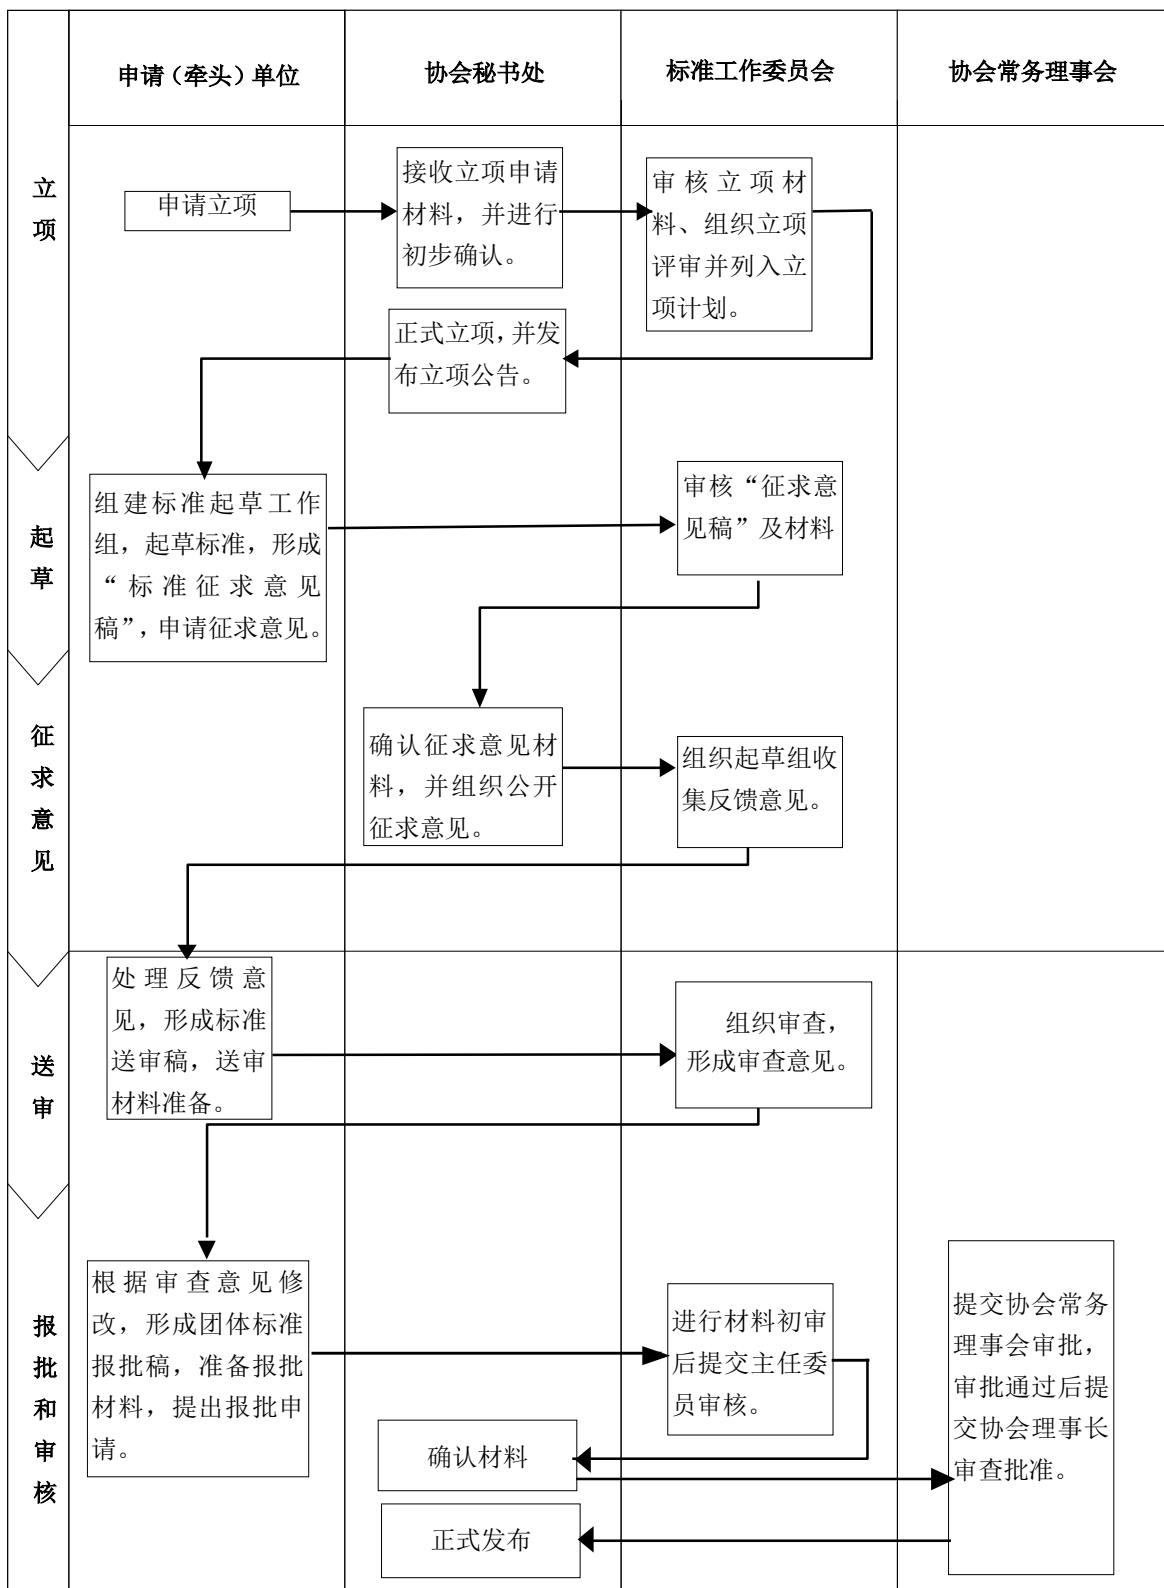 申请（牵头）单位
协会秘书处
标准工作委员会
协会常务理事会
立
项
申请立项
接收立项申请
材料，并进行
初步确认。
审核立项材
料、组织立项
评审并列入立
项计划。
正式立项，并发
布立项公告。
起
草
组建标准起草工作
组，起草标准，形成
“标准征求意见
稿”，申请征求意见。
审核“征求意
见稿”及材料
征
求
意
见
确认征求意见材
料，并组织公开
征求意见。
组织起草组收
集反馈意见。
送
审
处理反馈意
见，形成标准
送审稿，送审
材料准备。
组织审查，
形成审查意见。
报
批
和
审
核
根据审查意见修
改，形成团体标准
报批稿，准备报批
材料，提出报批申
请。
进行材料初审
后提交主任委
员审核。
提交协会常务
理事会审批，
审批通过后提
交协会理事长
审查批准。
确认材料
正式发布